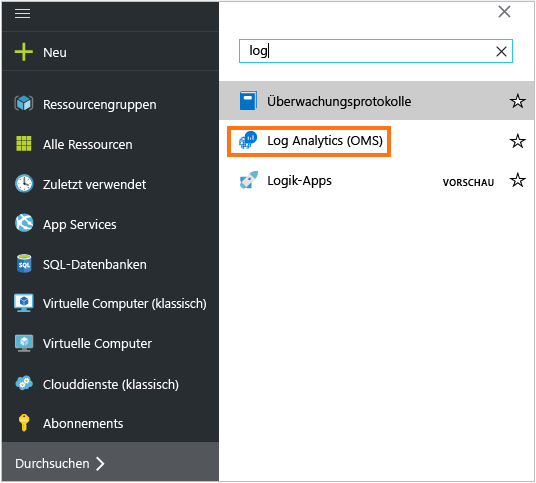 Neu
Ressourcengruppen
Alle Ressourcen
Zuletzt verwendet
App Services
SQL
SQL-Datenbanken
Virtuelle Computer (klassisch)
Virtuelle Computer
Clouddienste (klassisch)
Abonnements
Durchsuchen
log
Überwachungsprotokolle
Log Analytics (OMS)
Logik-Apps VORSCHAU